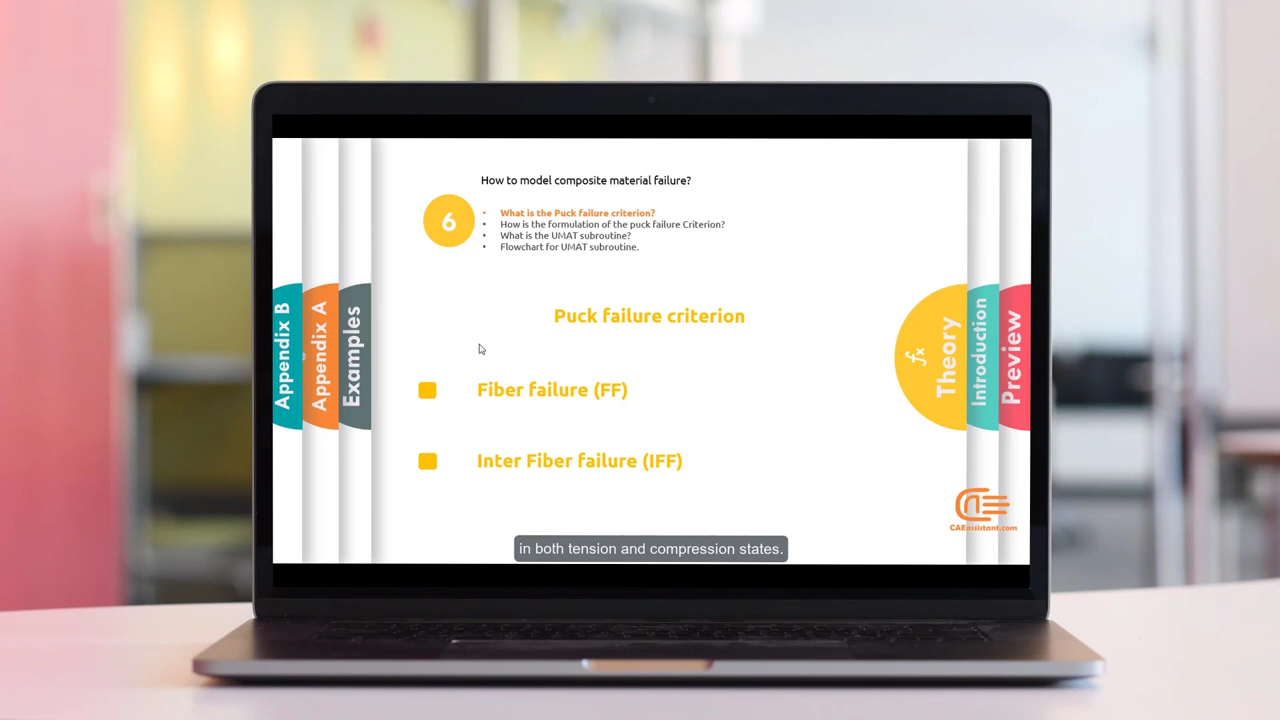 How to model composite material failure?
6
• What is the Puck failure criterion?
• How is the formulation of the puck failure Criterion?
• What is the UMAT subroutine?
• Flowchart for UMAT subroutine.
Appendix B
Appendix A
Examples
Puck failure criterion
Fiber failure (FF)
Inter Fiber failure (IFF)
fx
Theory
Introduction
Preview
CAEassistant.com
in both tension and compression states.